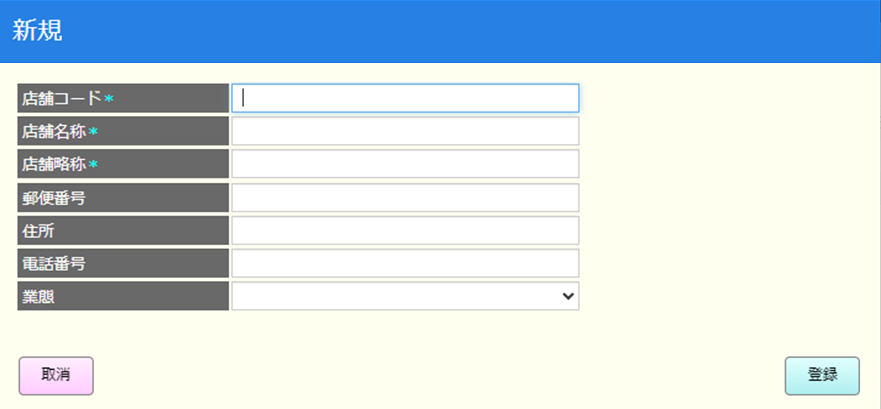 新規
店舗コード*
店舗名称*
店舗略称*
郵便番号
住所
電話番号
業態
取消
登録